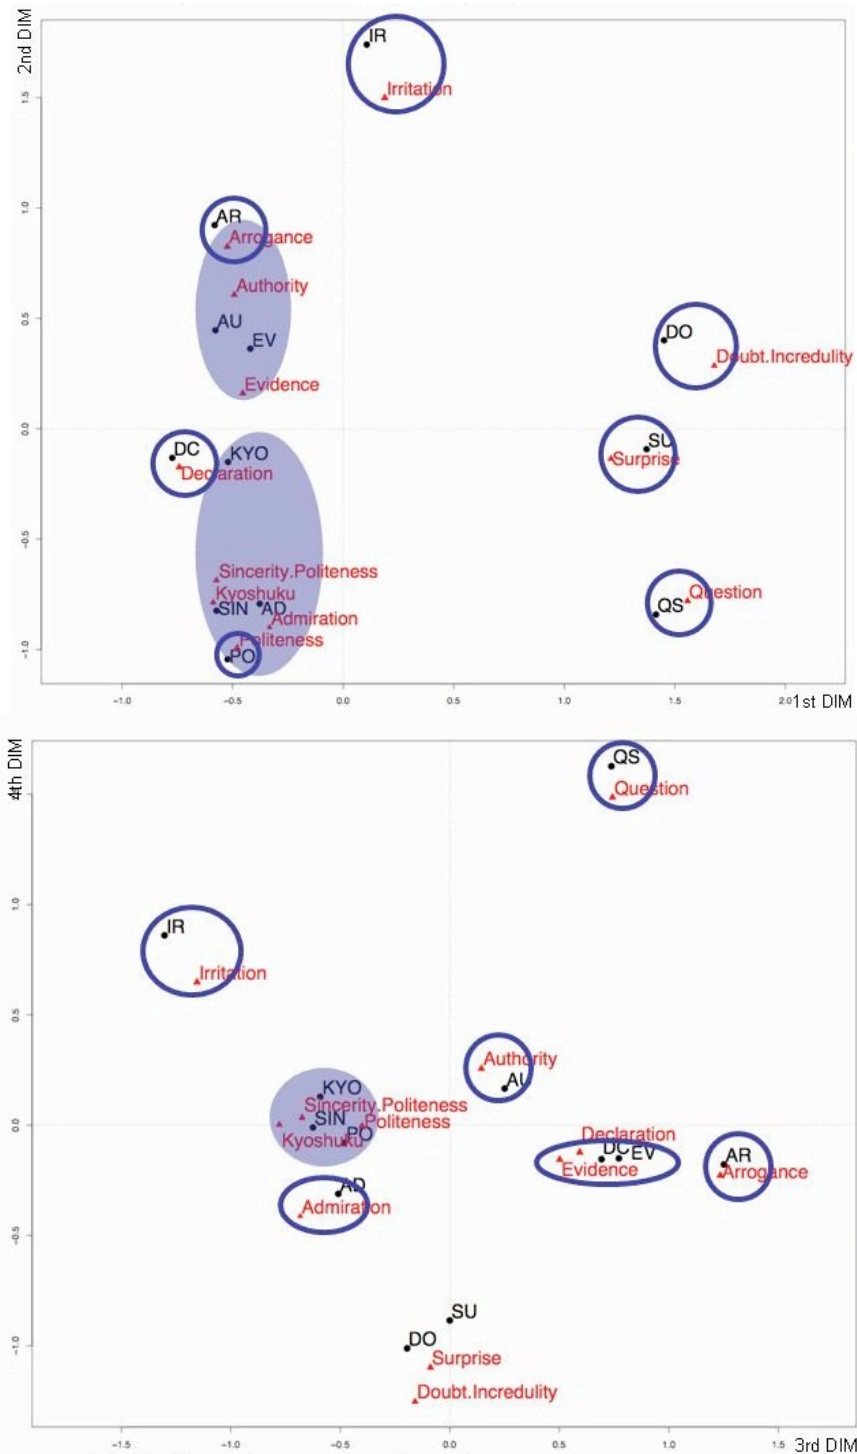 2nd DIM
IR
Irritation
1.5
AR
Arrogance
1.0
Authority
AU
EV
0.5
DO
Doubt.Incredulity
Evidence
0.0
DC
KYO
SU
Surprise
Declaration
-0.5
Sincerity.Politeness
Kyoshuku
SIN
AD
Question
QS
Admiration
Politeness
PO
-1.0
-1.0
-0.5
0.0
0.5
1.0
1.5
2.0
1st DIM
4th DIM
QS
Question
1.0
IR
Irritation
0.5
Authority
AU
KYO
Sincerity.Politeness
SIN
Politeness
PO
Kyoshuku
0.0
Declaration
DC
EV
Evidence
AR
Arrogance
AD
Admiration
-0.5
SU
DO
Surprise
-1.0
Doubt.Incredulity
-1.5
-1.0
-0.5
0.0
0.5
1.0
1.5
3rd DIM